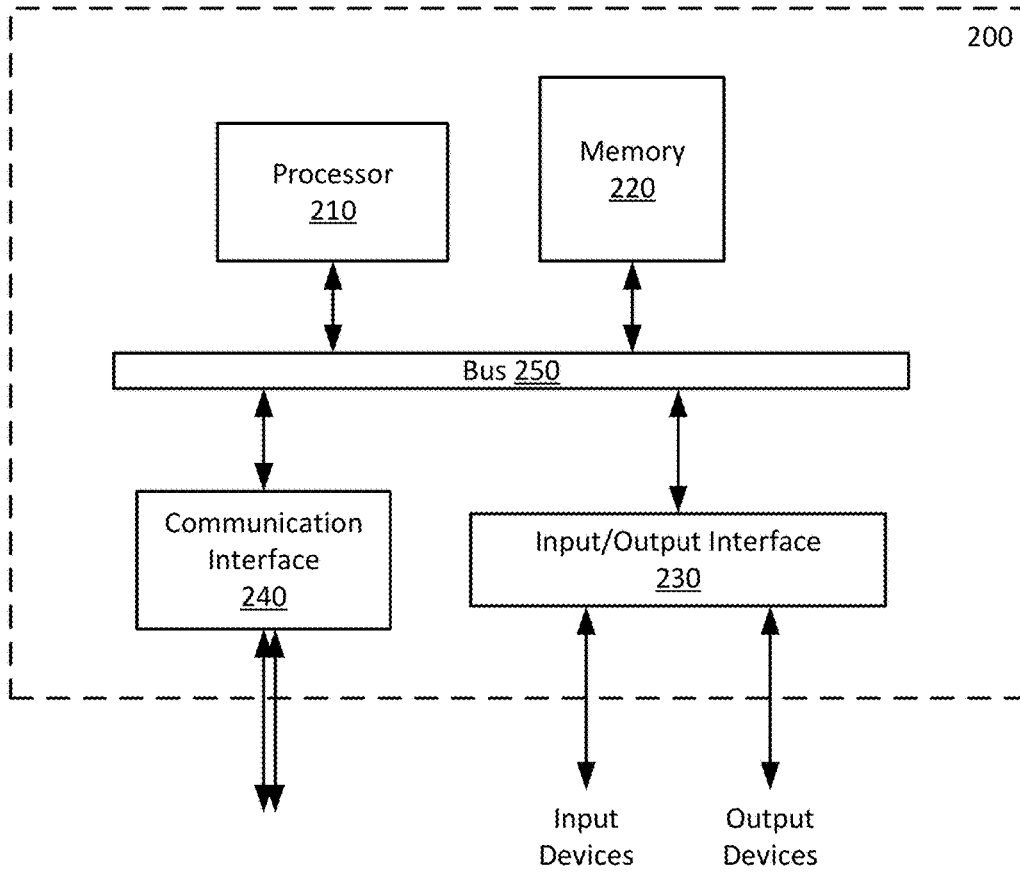 200
Processor
210
Memory
220
Bus 250
Communication
Interface
240
Input/Output Interface
230
Input
Devices
Output
Devices